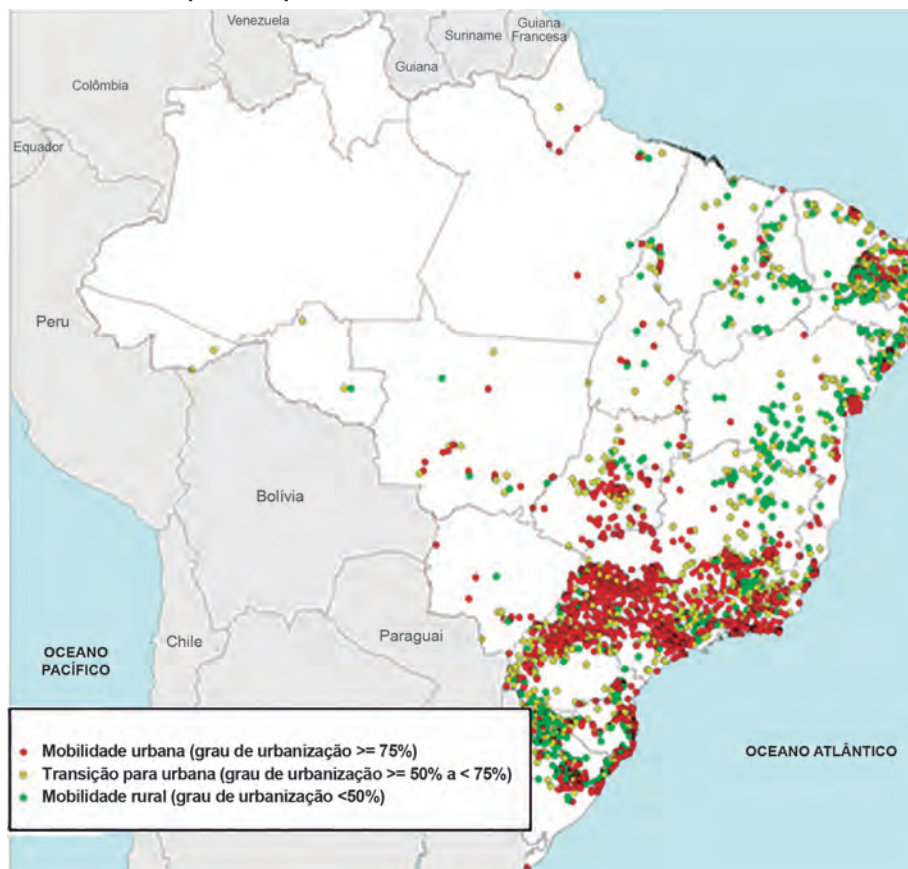 Venezuela
Suriname
Guiana
Francesa
Guiana
Colômbia
Equador
Peru
Bolívia
Chile
Paraguai
OCEANO
PACÍFICO
OCEANO ATLÂNTICO
Mobilidade urbana (grau de urbanização >= 75%)
Transição para urbana (grau de urbanização >= 50% a < 75%)
Mobilidade rural (grau de urbanização <50%)